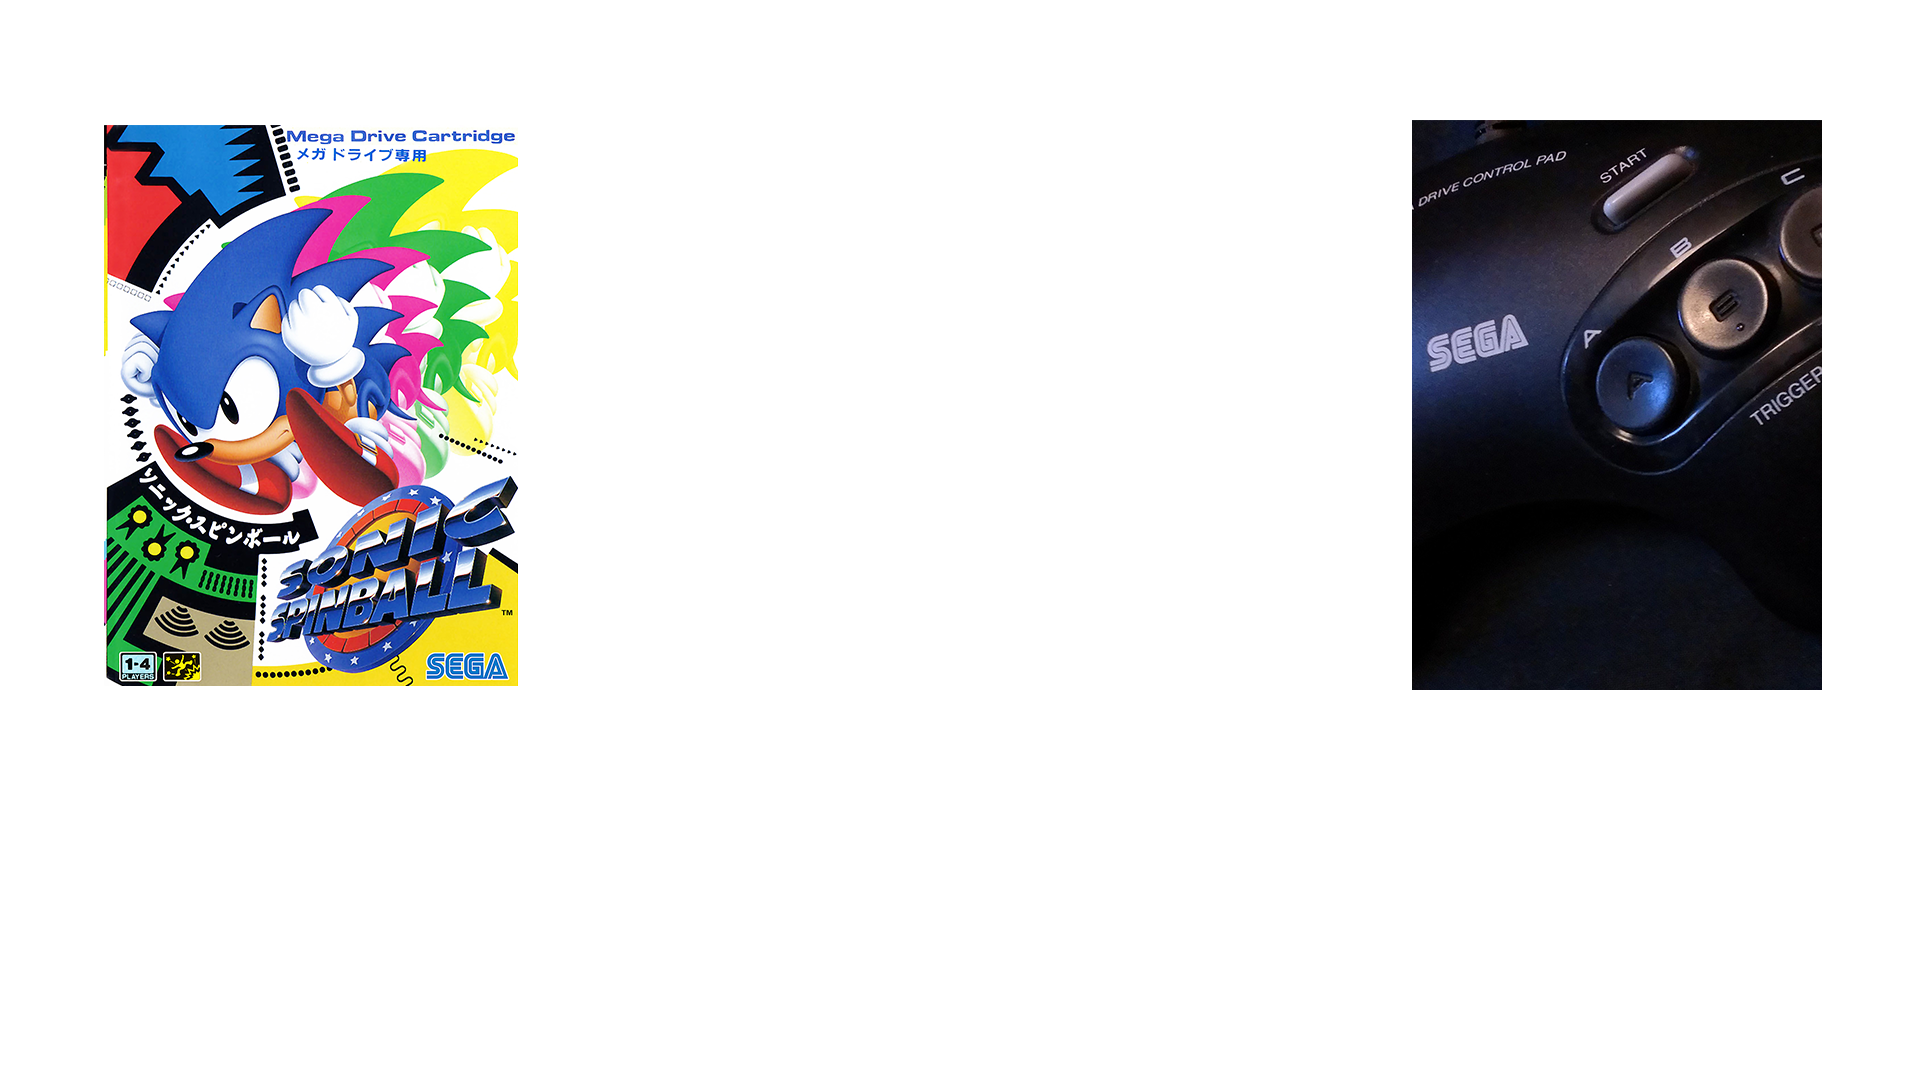 Mega Drive Cartridge
メガドライブ専用
ソニック・スピンボール
SONIC
SPINBALL
TM
1-4
PLAYERS
SEGA
DRIVE CONTROL PAD
START
C
B
B
A
A
SEGA
TRIGGER